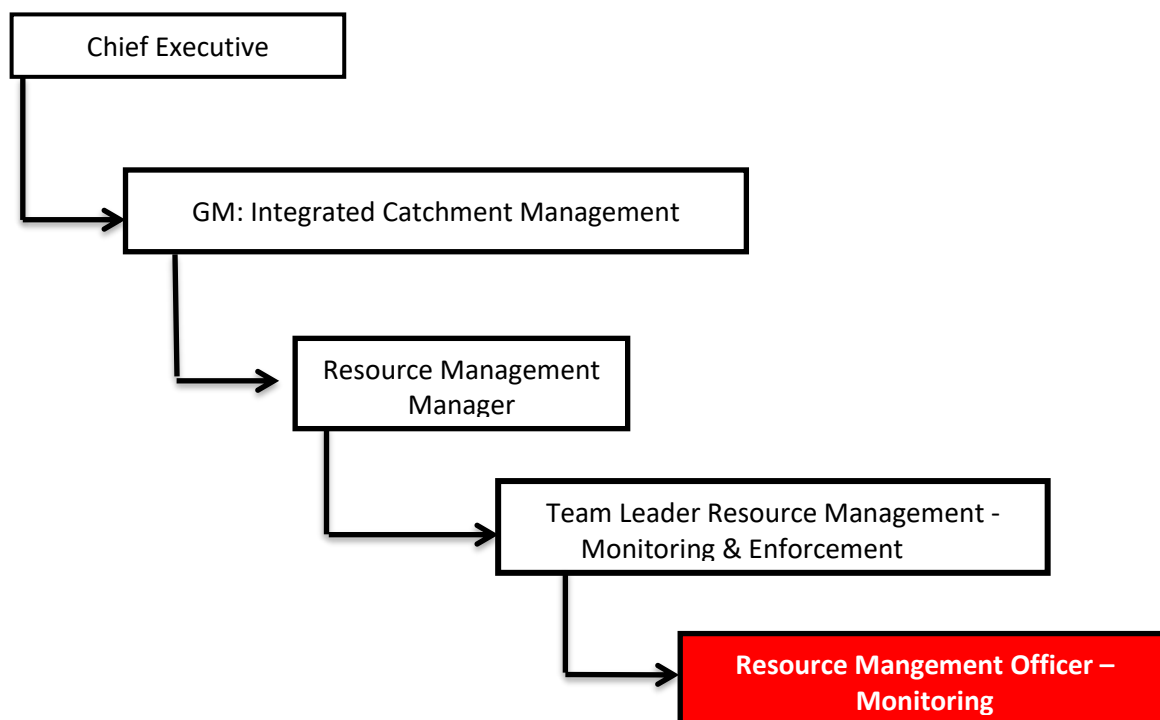 Chief Executive
GM: Integrated Catchment Management
Resource Management
Manager
Team Leader Resource Management -
Monitoring & Enforcement
Resource Mangement Officer –
Monitoring